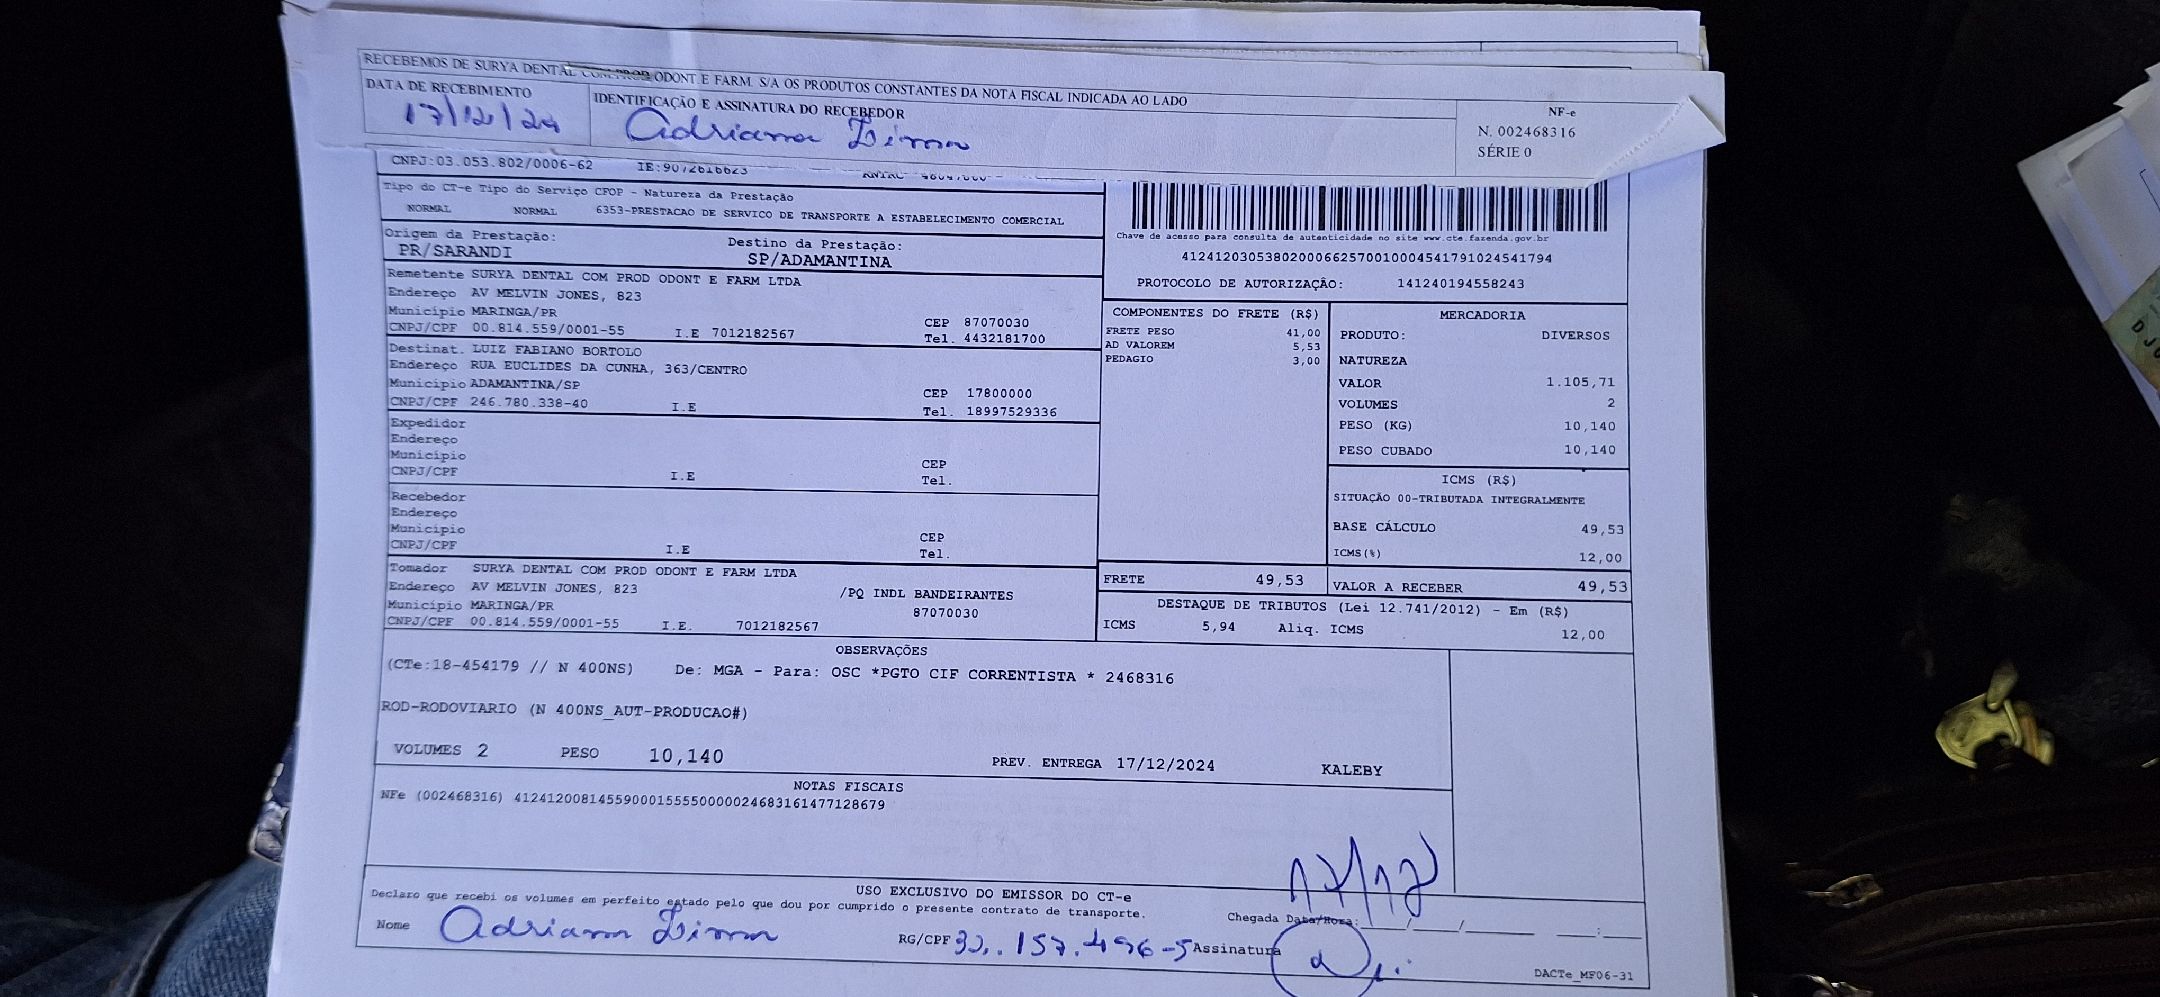 RECEBEMOS DE SURYA DENTAL COM PROD ODONT E FARM. S/A OS PRODUTOS CONSTANTES DA NOTA FISCAL INDICADA AO LADO
DATA DE RECEBIMENTO
17/12/24
IDENTIFICAÇÃO E ASSINATURA DO RECEBEDOR
Adriana Lima
NF-e
N. 002468316
SÉRIE 0
CNPJ:03.053.802/0006-62 IE:9072616623
Tipo do CT-e Tipo do Serviço CFOP - Natureza da Prestação
NORMAL NORMAL 6353-PRESTACAO DE SERVICO DE TRANSPORTE A ESTABELECIMENTO COMERCIAL
Origem da Prestação: Destino da Prestação:
PR/SARANDI SP/ADAMANTINA
Remetente SURYA DENTAL COM PROD ODONT E FARM LTDA
Endereço AV MELVIN JONES, 823
Município MARINGA/PR CEP 87070030
CNPJ/CPF 00.814.559/0001-55 I.E 7012182567 Tel. 4432181700
Destinat. LUIZ FABIANO BORTOLO
Endereço RUA EUCLIDES DA CUNHA, 363/CENTRO
Município ADAMANTINA/SP CEP 17800000
CNPJ/CPF 246.780.338-40 I.E Tel. 18997529336
Expedidor
Endereço
Município CEP
CNPJ/CPF I.E Tel.
Recebedor
Endereço
Município CEP
CNPJ/CPF I.E Tel.
Tomador SURYA DENTAL COM PROD ODONT E FARM LTDA
Endereço AV MELVIN JONES, 823 /PQ INDL BANDEIRANTES
Município MARINGA/PR 87070030
CNPJ/CPF 00.814.559/0001-55 I.E. 7012182567
Chave de acesso para consulta de autenticidade no site www.cte.fazenda.gov.br
41241203053802000662570010004541791024541794
PROTOCOLO DE AUTORIZAÇÃO: 141240194558243
COMPONENTES DO FRETE (R$)
FRETE PESO 41,00
AD VALOREM 5,53
PEDAGIO 3,00
MERCADORIA
PRODUTO: DIVERSOS
NATUREZA
VALOR 1.105,71
VOLUMES 2
PESO (KG) 10,140
PESO CUBADO 10,140
ICMS (R$)
SITUAÇÃO 00-TRIBUTADA INTEGRALMENTE
BASE CÁLCULO 49,53
ICMS(%) 12,00
FRETE 49,53 VALOR A RECEBER 49,53
DESTAQUE DE TRIBUTOS (Lei 12.741/2012) - Em (R$)
ICMS 5,94 Aliq. ICMS 12,00
OBSERVAÇÕES
(CTe:18-454179 // N 400NS) De: MGA - Para: OSC *PGTO CIF CORRENTISTA * 2468316
ROD-RODOVIARIO (N 400NS_AUT-PRODUCAO#)
VOLUMES 2 PESO 10,140 PREV. ENTREGA 17/12/2024 KALEBY
NOTAS FISCAIS
NFe (002468316) 41241200814559000155550000024683161477128679
17/12
USO EXCLUSIVO DO EMISSOR DO CT-e
Declaro que recebi os volumes em perfeito estado pelo que dou por cumprido o presente contrato de transporte.
Chegada Data/Hora: ____/____/______ ____:____
Nome Adriana Lima RG/CPF Assinatura
DACTe_MF06-31